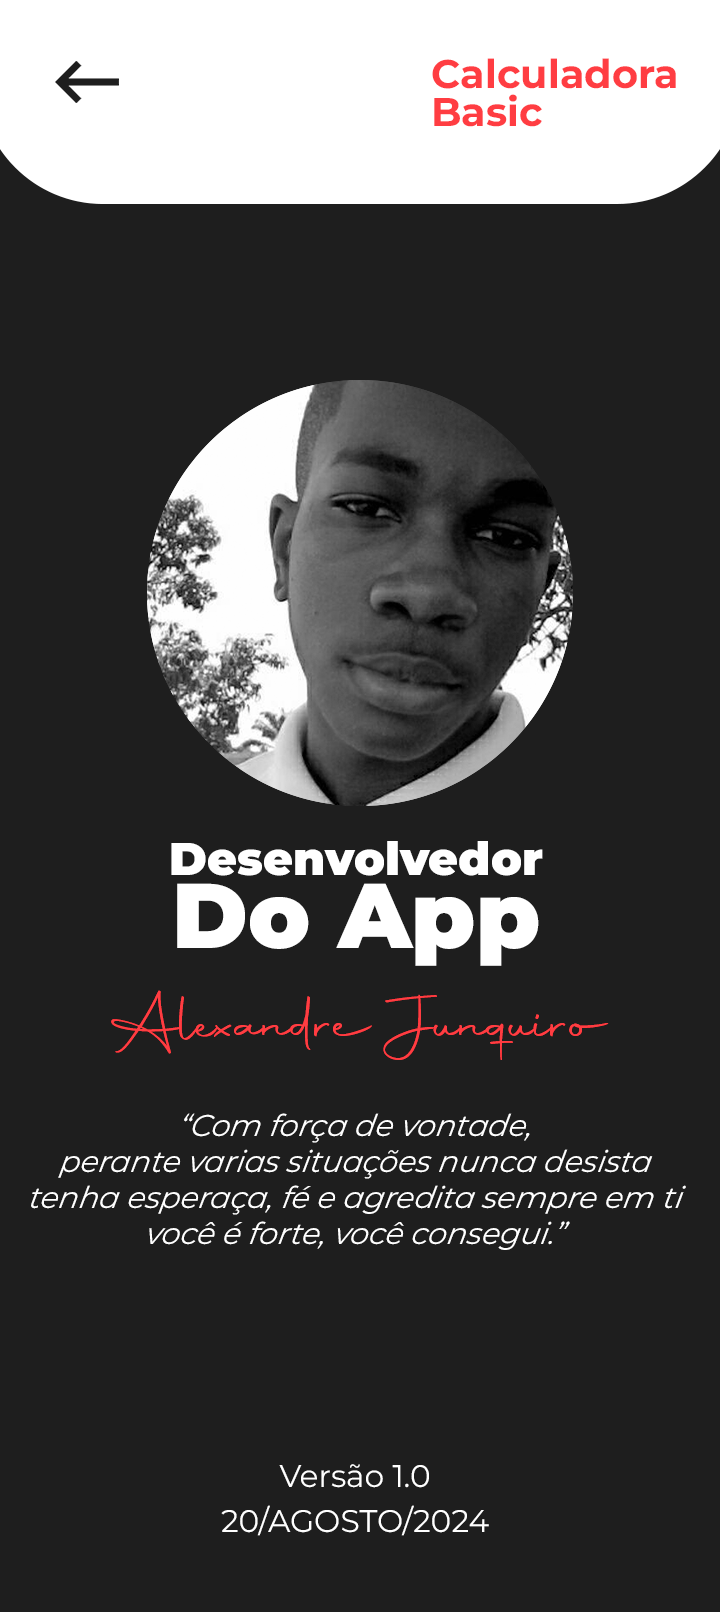 Calculadora
Basic
Desenvolvedor
Do App
Alexandre Junquiro
“Com força de vontade,
perante varias situações nunca desista
tenha esperaça, fé e agredita sempre em ti
você é forte, você consegui.”
Versão 1.0
20/AGOSTO/2024